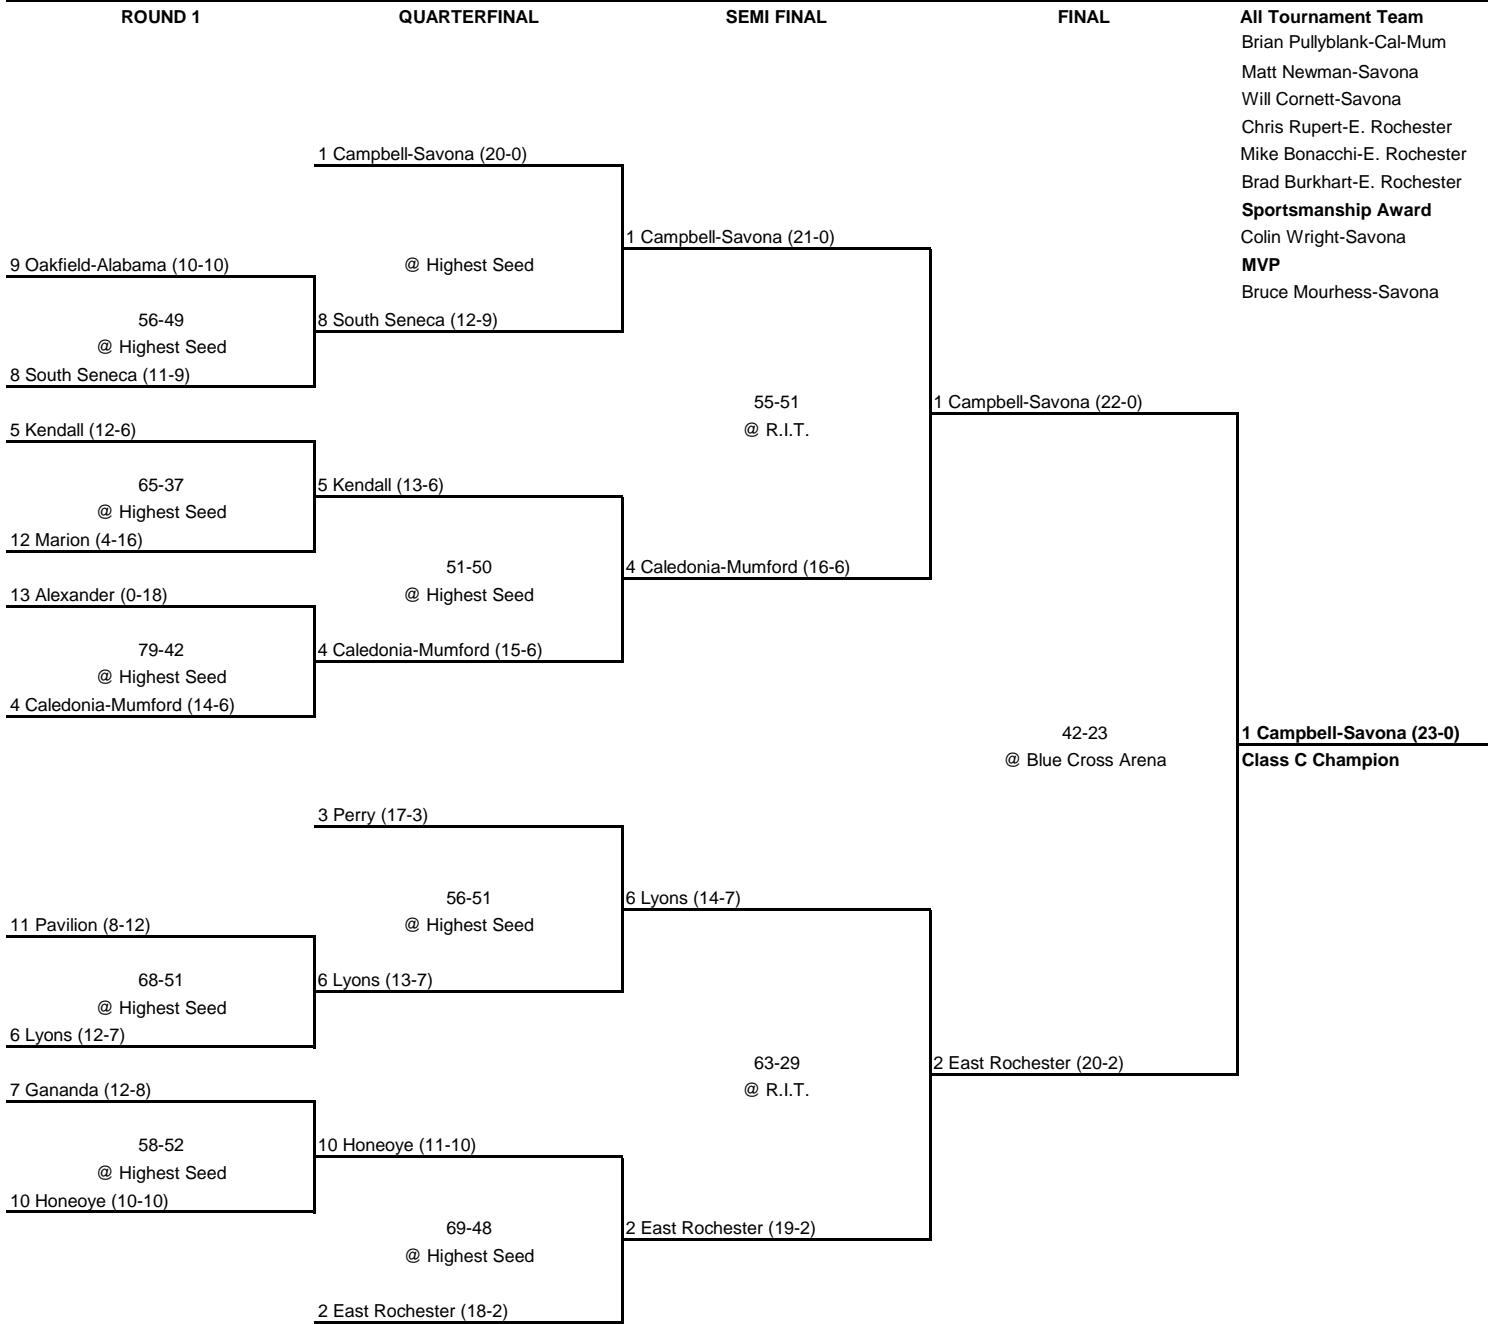 ROUND 1 QUARTERFINAL SEMI FINAL FINAL All Tournament Team
Brian Pullyblank-Cal-Mum
Matt Newman-Savona
Will Cornett-Savona
Chris Rupert-E. Rochester
1 Campbell-Savona (20-0) Mike Bonacchi-E. Rochester
Brad Burkhart-E. Rochester
Sportsmanship Award
1 Campbell-Savona (21-0) Colin Wright-Savona
9 Oakfield-Alabama (10-10) @ Highest Seed MVP
Bruce Mourhess-Savona
56-49 8 South Seneca (12-9)
@ Highest Seed
8 South Seneca (11-9)
55-51 1 Campbell-Savona (22-0)
5 Kendall (12-6) @ R.I.T.
65-37 5 Kendall (13-6)
@ Highest Seed
12 Marion (4-16)
51-50 4 Caledonia-Mumford (16-6)
13 Alexander (0-18) @ Highest Seed
79-42 4 Caledonia-Mumford (15-6)
@ Highest Seed
4 Caledonia-Mumford (14-6)
42-23 1 Campbell-Savona (23-0)
@ Blue Cross Arena Class C Champion
3 Perry (17-3)
56-51 6 Lyons (14-7)
11 Pavilion (8-12) @ Highest Seed
68-51 6 Lyons (13-7)
@ Highest Seed
6 Lyons (12-7)
63-29 2 East Rochester (20-2)
7 Gananda (12-8) @ R.I.T.
58-52 10 Honeoye (11-10)
@ Highest Seed
10 Honeoye (10-10)
69-48 2 East Rochester (19-2)
@ Highest Seed
2 East Rochester (18-2)